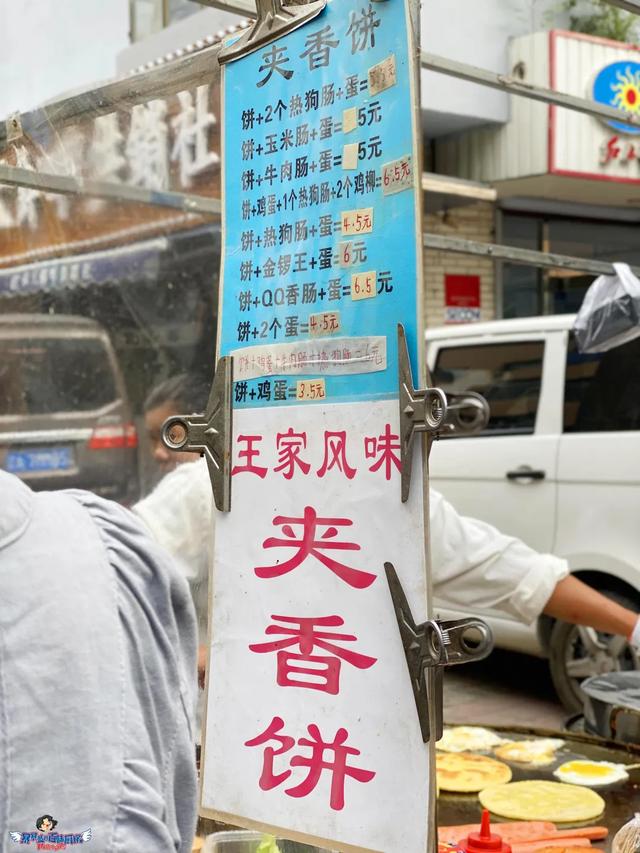 夹香饼
饼+2个热狗肠+蛋=
饼+玉米肠+蛋= 5元
饼+牛肉肠+蛋= 5元
饼+鸡蛋+1个热狗肠+2个鸡柳=6.5元
饼+热狗肠+蛋=4.5元
饼+金锣王+蛋=6元
饼+QQ香肠+蛋=6.5元
饼+2个蛋=4.5元
饼+鸡蛋=3.5元
王家风味
夹香饼